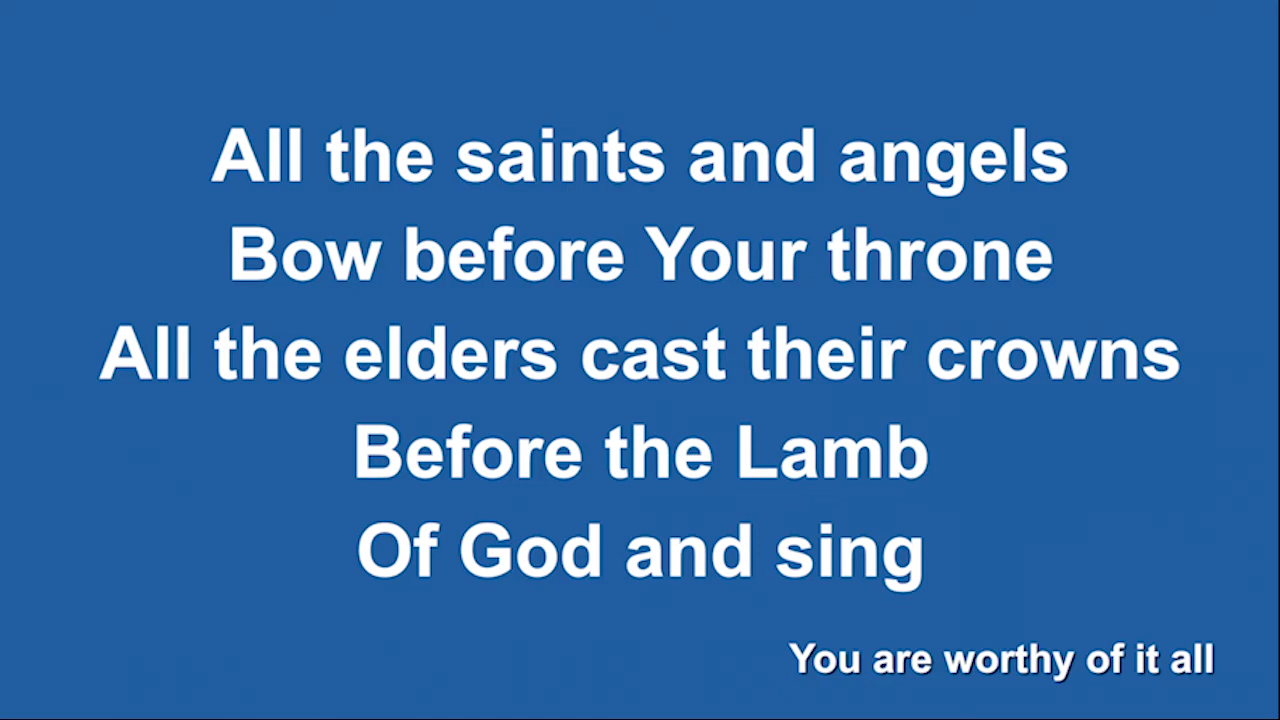 All the saints and angels
Bow before Your throne
All the elders cast their crowns
Before the Lamb
Of God and sing
You are worthy of it all